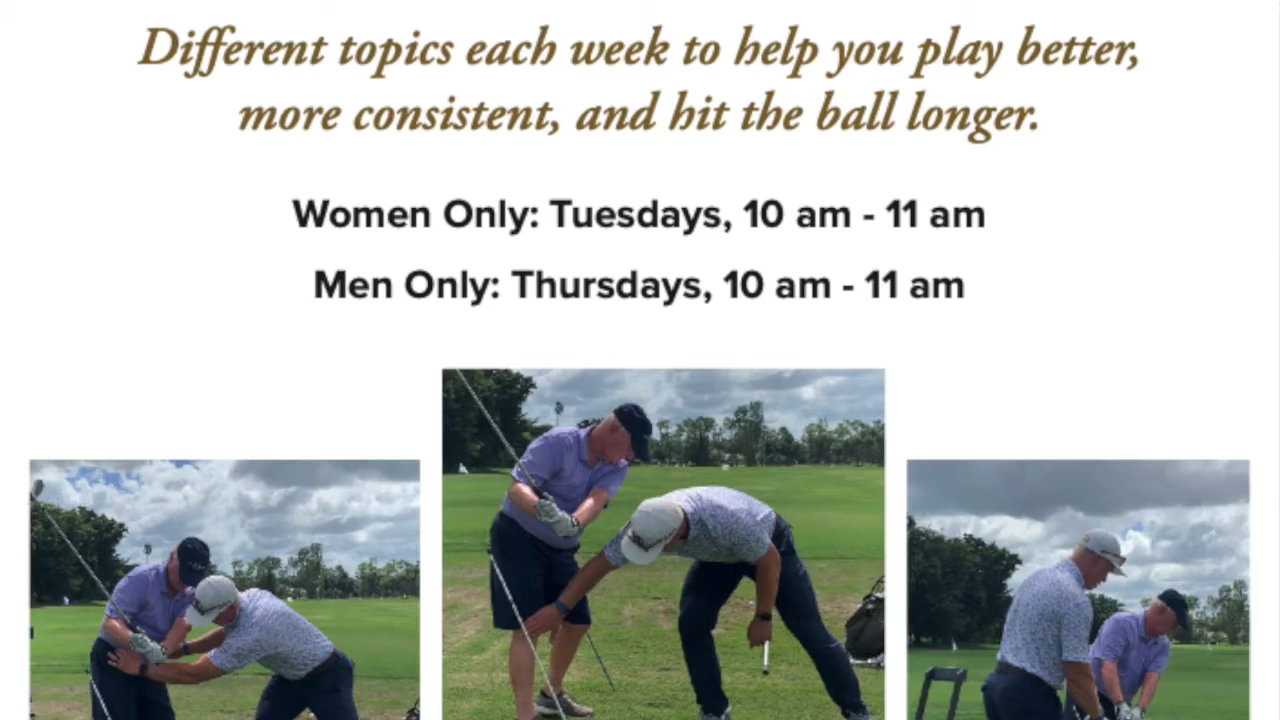 Different topics each week to help you play better,
more consistent, and hit the ball longer.
Women Only: Tuesdays, 10 am - 11 am
Men Only: Thursdays, 10 am - 11 am